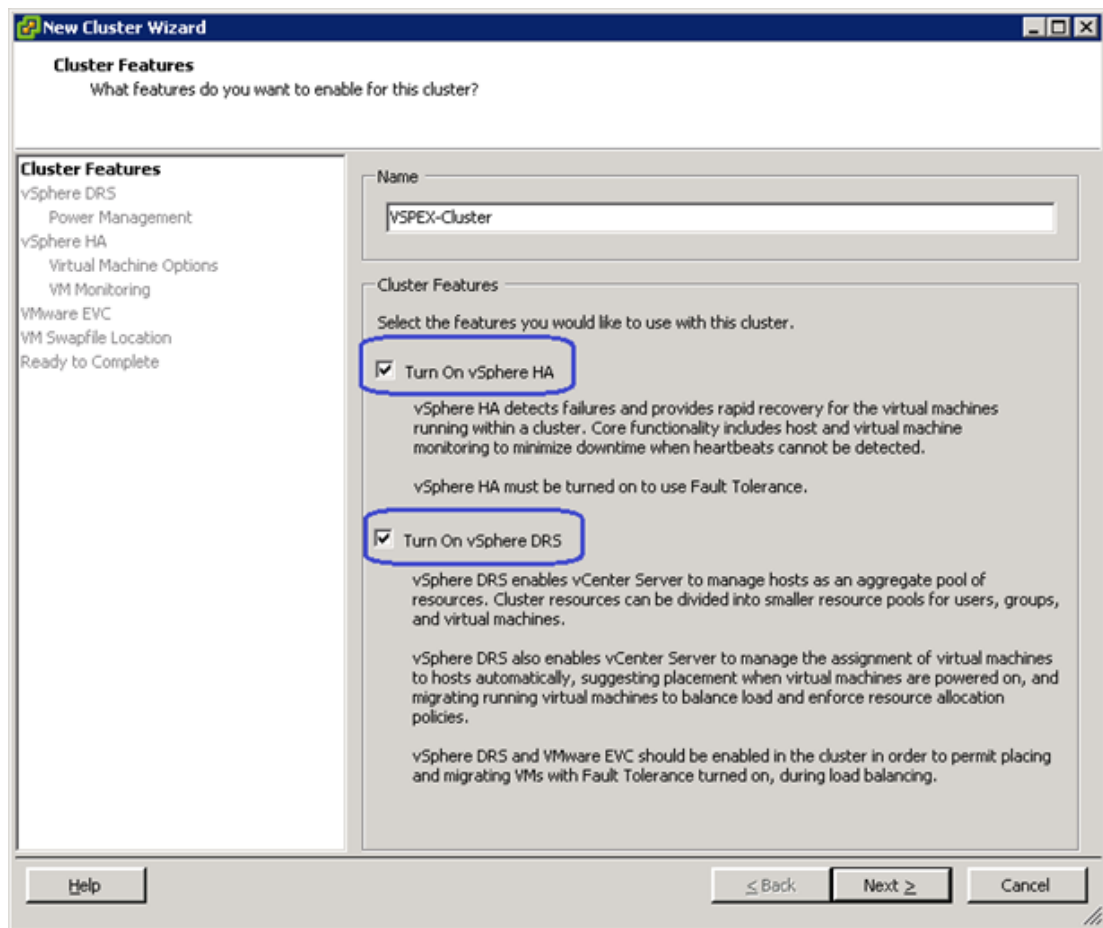 New Cluster Wizard
Cluster Features
What features do you want to enable for this cluster?
Cluster Features
vSphere DRS
Power Management
vSphere HA
Virtual Machine Options
VM Monitoring
VMware EVC
VM Swapfile Location
Ready to Complete
Name
VSPEX-Cluster
Cluster Features
Select the features you would like to use with this cluster.
Turn On vSphere HA
vSphere HA detects failures and provides rapid recovery for the virtual machines
running within a cluster. Core functionality includes host and virtual machine
monitoring to minimize downtime when heartbeats cannot be detected.
vSphere HA must be turned on to use Fault Tolerance.
Turn On vSphere DRS
vSphere DRS enables vCenter Server to manage hosts as an aggregate pool of
resources. Cluster resources can be divided into smaller resource pools for users, groups,
and virtual machines.
vSphere DRS also enables vCenter Server to manage the assignment of virtual machines
to hosts automatically, suggesting placement when virtual machines are powered on, and
migrating running virtual machines to balance load and enforce resource allocation
policies.
vSphere DRS and VMware EVC should be enabled in the cluster in order to permit placing
and migrating VMs with Fault Tolerance turned on, during load balancing.
Help
< Back
Next >
Cancel